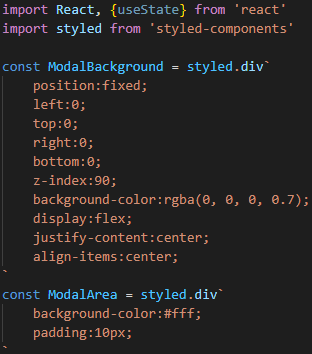 import React, {useState} from 'react'
import styled from 'styled-components'
const ModalBackground = styled.div`
position:fixed;
left:0;
top:0;
right:0;
bottom:0;
z-index:90;
background-color:rgba(0, 0, 0, 0.7);
display:flex;
justify-content:center;
align-items:center;
`
const ModalArea = styled.div`
background-color:#fff;
padding:10px;
`